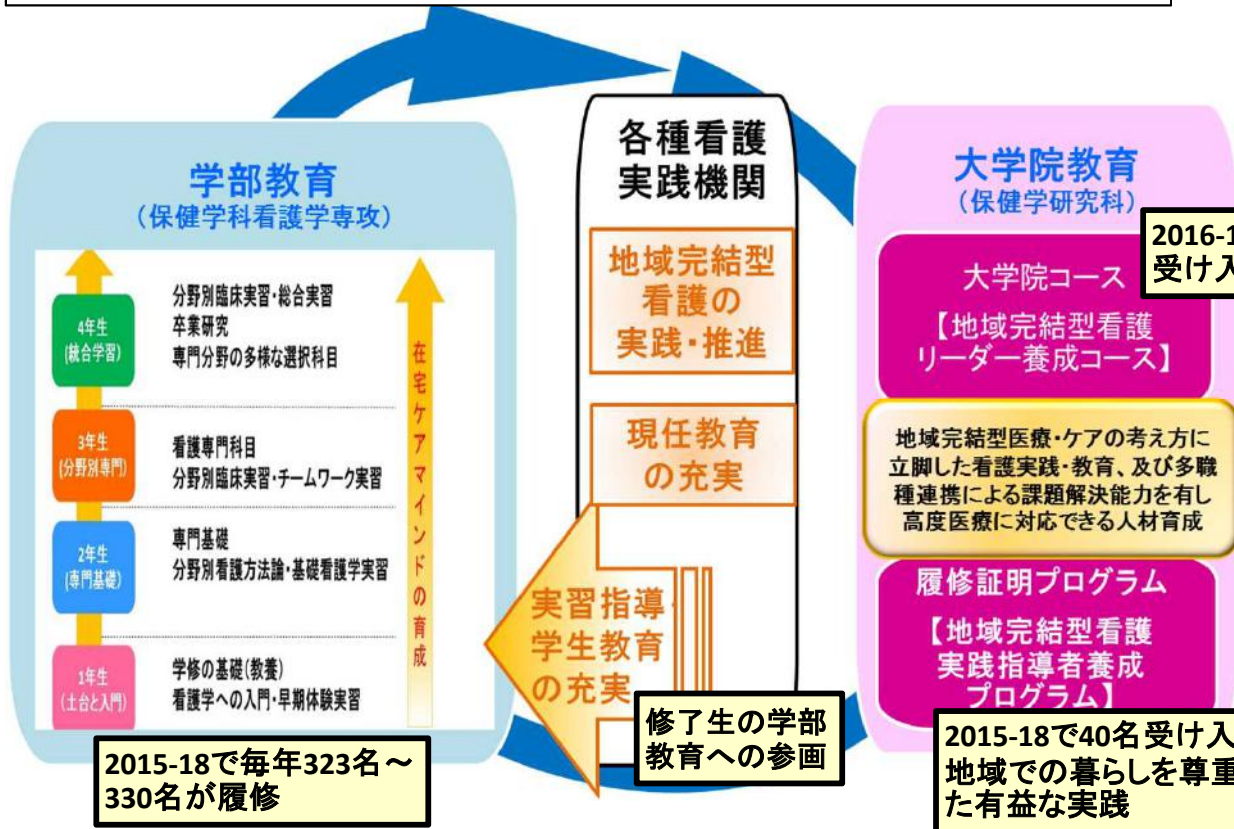 学部教育
（保健学科看護学専攻）
4年生
(統合学習)
分野別臨床実習・総合実習
卒業研究
専門分野の多様な選択科目
3年生
(分野別専門)
看護専門科目
分野別臨床実習・チームワーク実習
2年生
(専門基礎)
専門基礎
分野別看護方法論・基礎看護学実習
1年生
(土台と入門)
学修の基礎(教養)
看護学への入門・早期体験実習
在宅ケアマインドの育成
2015-18で毎年323名～
330名が履修
各種看護
実践機関
地域完結型
看護の
実践・推進
現任教育
の充実
実習指導・
学生教育
の充実
修了生の学部
教育への参画
大学院教育
（保健学研究科）
2016-1
受け入
大学院コース
【地域完結型看護
リーダー養成コース】
地域完結型医療・ケアの考え方に
立脚した看護実践・教育、及び多職
種連携による課題解決能力を有し
高度医療に対応できる人材育成
履修証明プログラム
【地域完結型看護
実践指導者養成
プログラム】
2015-18で40名受け入
地域での暮らしを尊重
た有益な実践